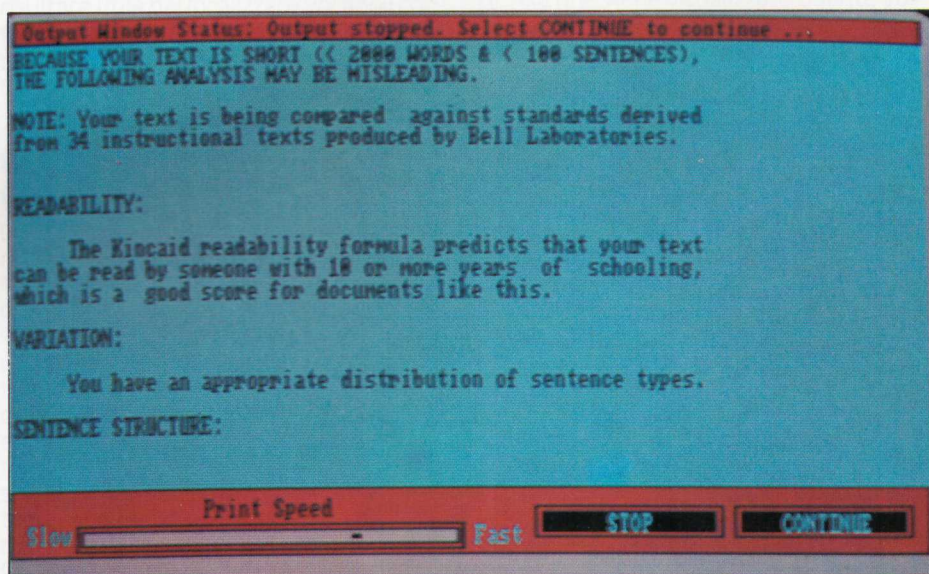 Output Window Status: Output stopped. Select CONTINUE to continue ...
BECAUSE YOUR TEXT IS SHORT (< 2000 WORDS & < 100 SENTENCES),
THE FOLLOWING ANALYSIS MAY BE MISLEADING.
NOTE: Your text is being compared against standards derived
from 34 instructional texts produced by Bell Laboratories.
READABILITY:
The Kincaid readability formula predicts that your text
can be read by someone with 10 or more years of schooling,
which is a good score for documents like this.
VARIATION:
You have an appropriate distribution of sentence types.
SENTENCE STRUCTURE:
Print Speed
Slow Fast STOP CONTINUE